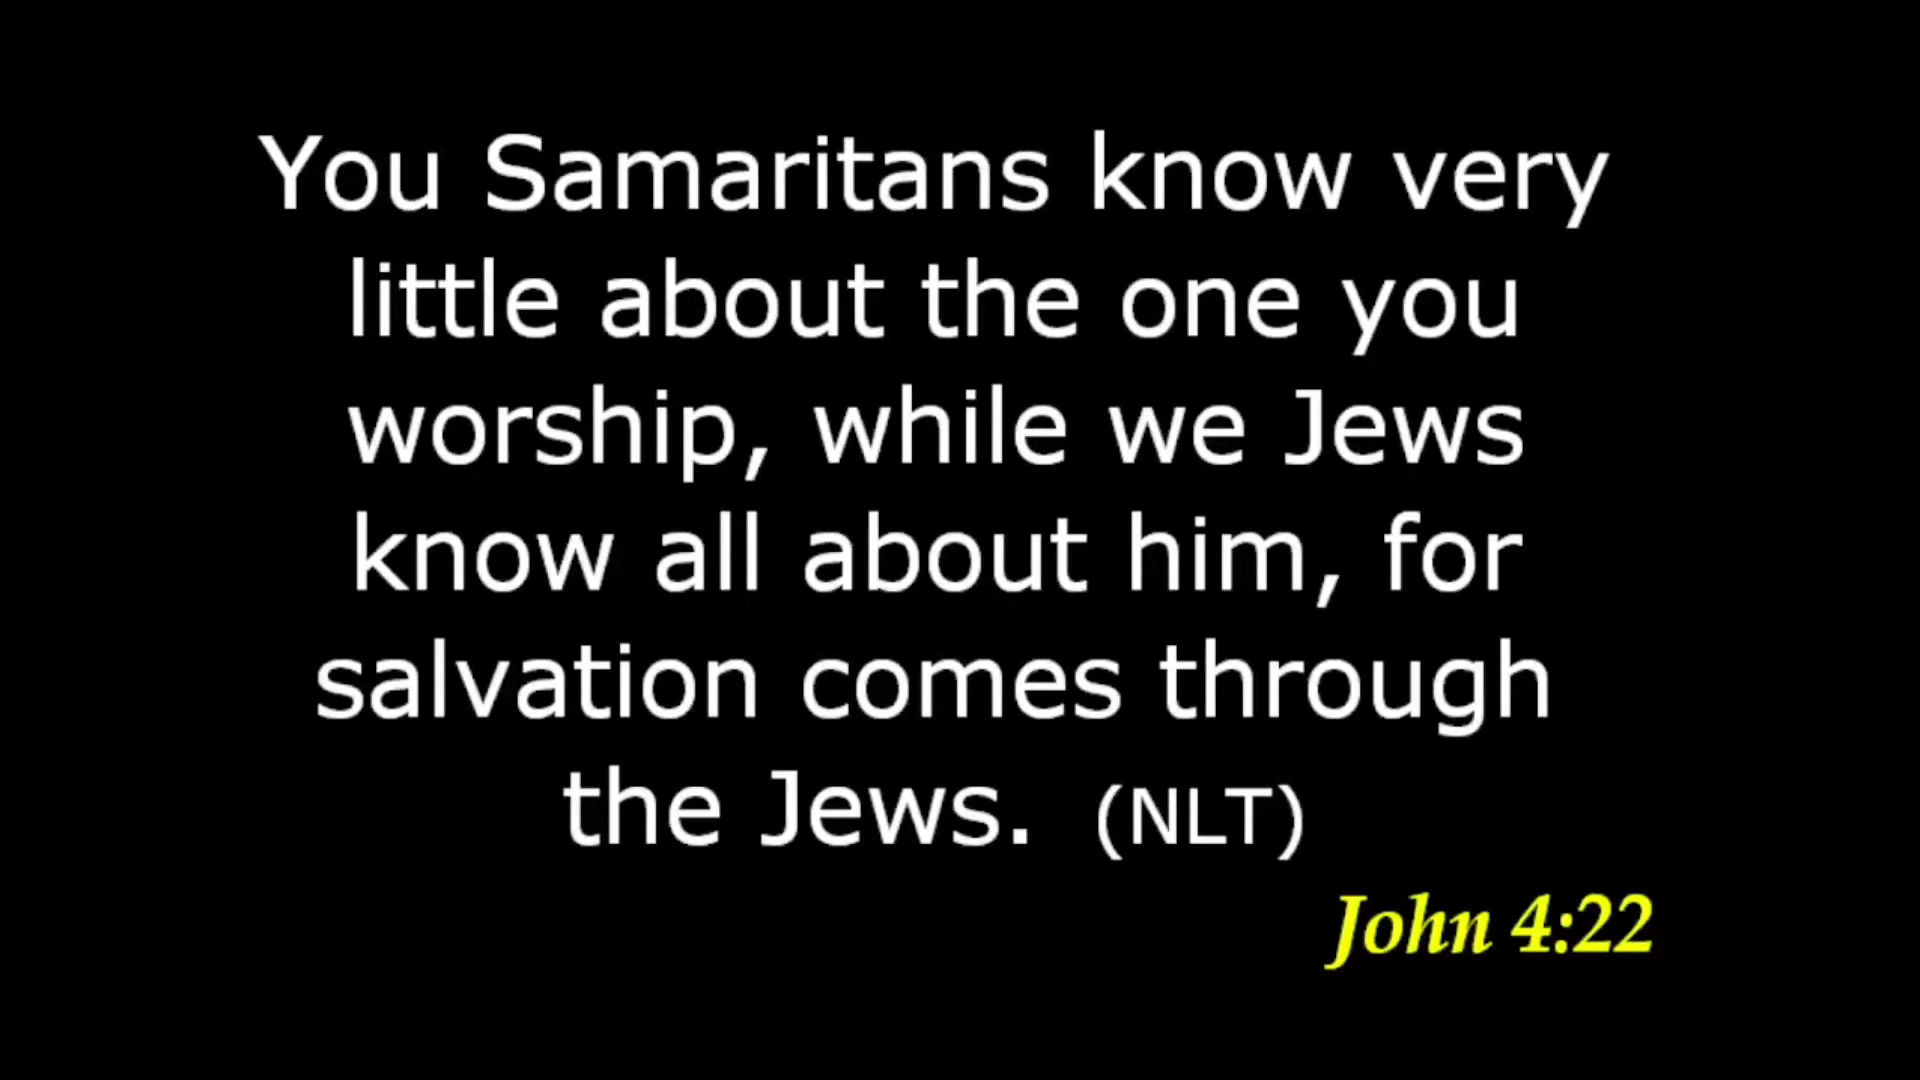 You Samaritans know very
little about the one you
worship, while we Jews
know all about him, for
salvation comes through
the Jews. (NLT)
John 4:22